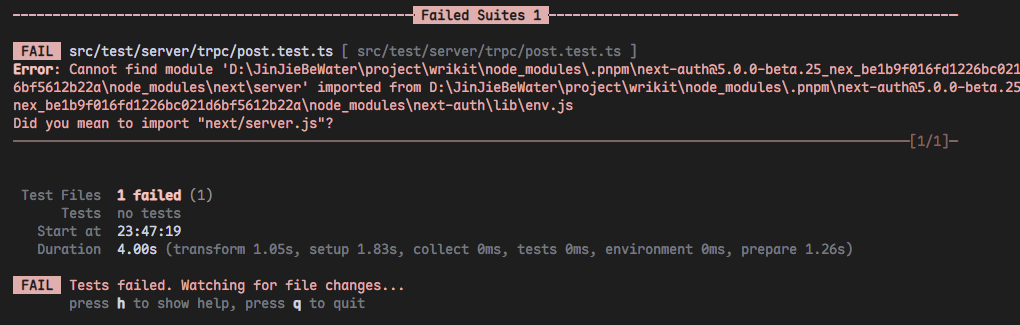 Failed Suites 1
FAIL src/test/server/trpc/post.test.ts [ src/test/server/trpc/post.test.ts ]
Error: Cannot find module 'D:\JinJieBeWater\project\wrikit\node_modules\.pnpm\next-auth@5.0.0-beta.25_nex_be1b9f016fd1226bc021
6bf5612b22a\node_modules\next\server' imported from D:\JinJieBeWater\project\wrikit\node_modules\.pnpm\next-auth@5.0.0-beta.25
nex_be1b9f016fd1226bc021d6bf5612b22a\node_modules\next-auth\lib\env.js
Did you mean to import "next/server.js"?
[1/1]
Test Files 1 failed (1)
Tests no tests
Start at 23:47:19
Duration 4.00s (transform 1.05s, setup 1.83s, collect 0ms, tests 0ms, environment 0ms, prepare 1.26s)
FAIL Tests failed. Watching for file changes...
press h to show help, press q to quit